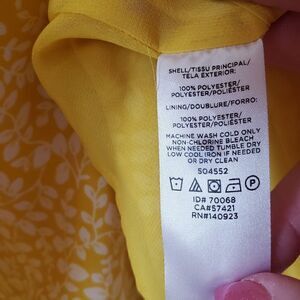 SHELL/TISSU PRINCIPAL/
TELA EXTERIOR:
100% POLYESTER/
POLYESTER/POLIÉSTER
LINING/DOUBLURE/FORRO:
100% POLYESTER/
POLYESTER/POLIÉSTER
MACHINE WASH COLD ONLY
NON-CHLORINE BLEACH
WHEN NEEDED TUMBLE DRY
LOW COOL IRON IF NEEDED
OR DRY CLEAN
S04552
P
ID# 70068
CA#57421
RN#140923